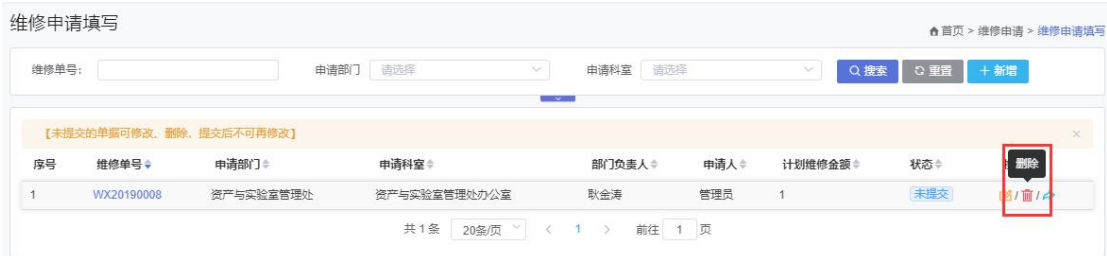 维修申请填写
首页 > 维修申请 > 维修申请填写
维修单号: 申请部门 请选择 申请科室 请选择 搜索 重置 + 新增
【未提交的单据可修改、删除，提交后不可再修改】
序号 维修单号 申请部门 申请科室 部门负责人 申请人 计划维修金额 状态 删除
1 WX20190008 资产与实验室管理处 资产与实验室管理处办公室 耿金涛 管理员 1 未提交 / /
共 1 条 20条/页 < 1 > 前往 1 页